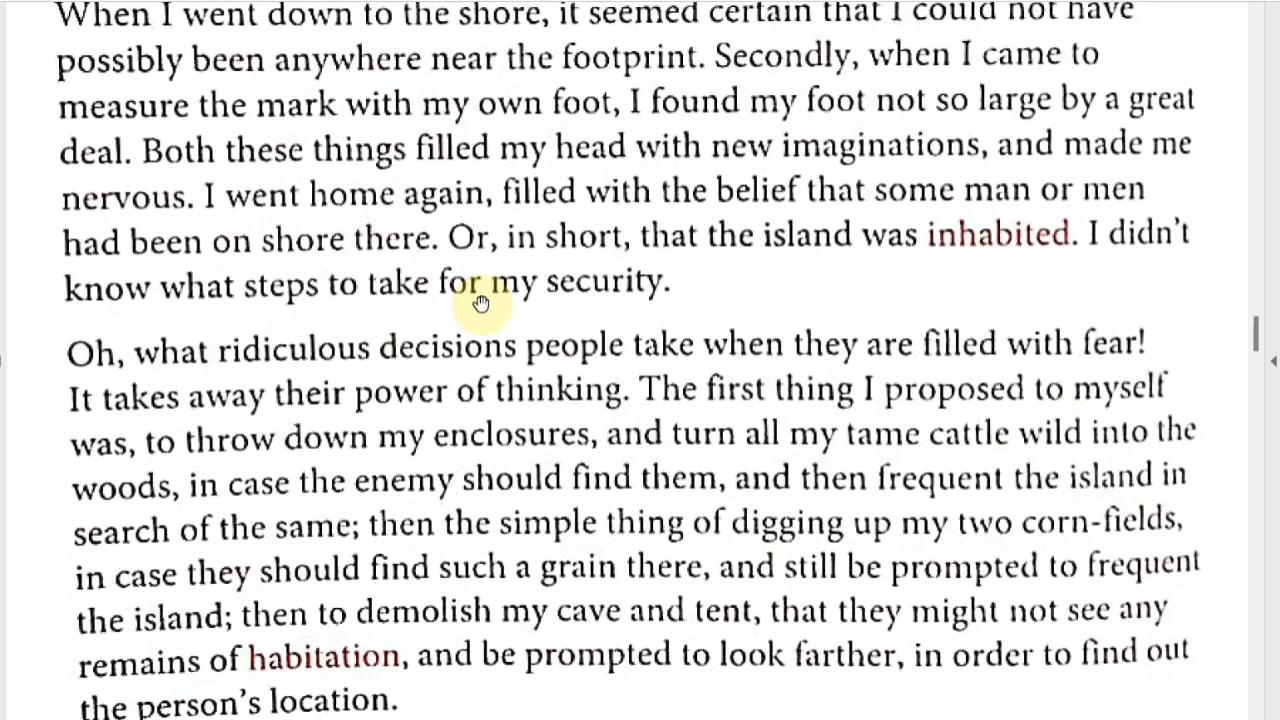 When I went down to the shore, it seemed certain that I could not have
possibly been anywhere near the footprint. Secondly, when I came to
measure the mark with my own foot, I found my foot not so large by a great
deal. Both these things filled my head with new imaginations, and made me
nervous. I went home again, filled with the belief that some man or men
had been on shore there. Or, in short, that the island was inhabited. I didn't
know what steps to take for my security.
Oh, what ridiculous decisions people take when they are filled with fear!
It takes away their power of thinking. The first thing I proposed to myself
was, to throw down my enclosures, and turn all my tame cattle wild into the
woods, in case the enemy should find them, and then frequent the island in
search of the same; then the simple thing of digging up my two corn-fields,
in case they should find such a grain there, and still be prompted to frequent
the island; then to demolish my cave and tent, that they might not see any
remains of habitation, and be prompted to look farther, in order to find out
the person's location.